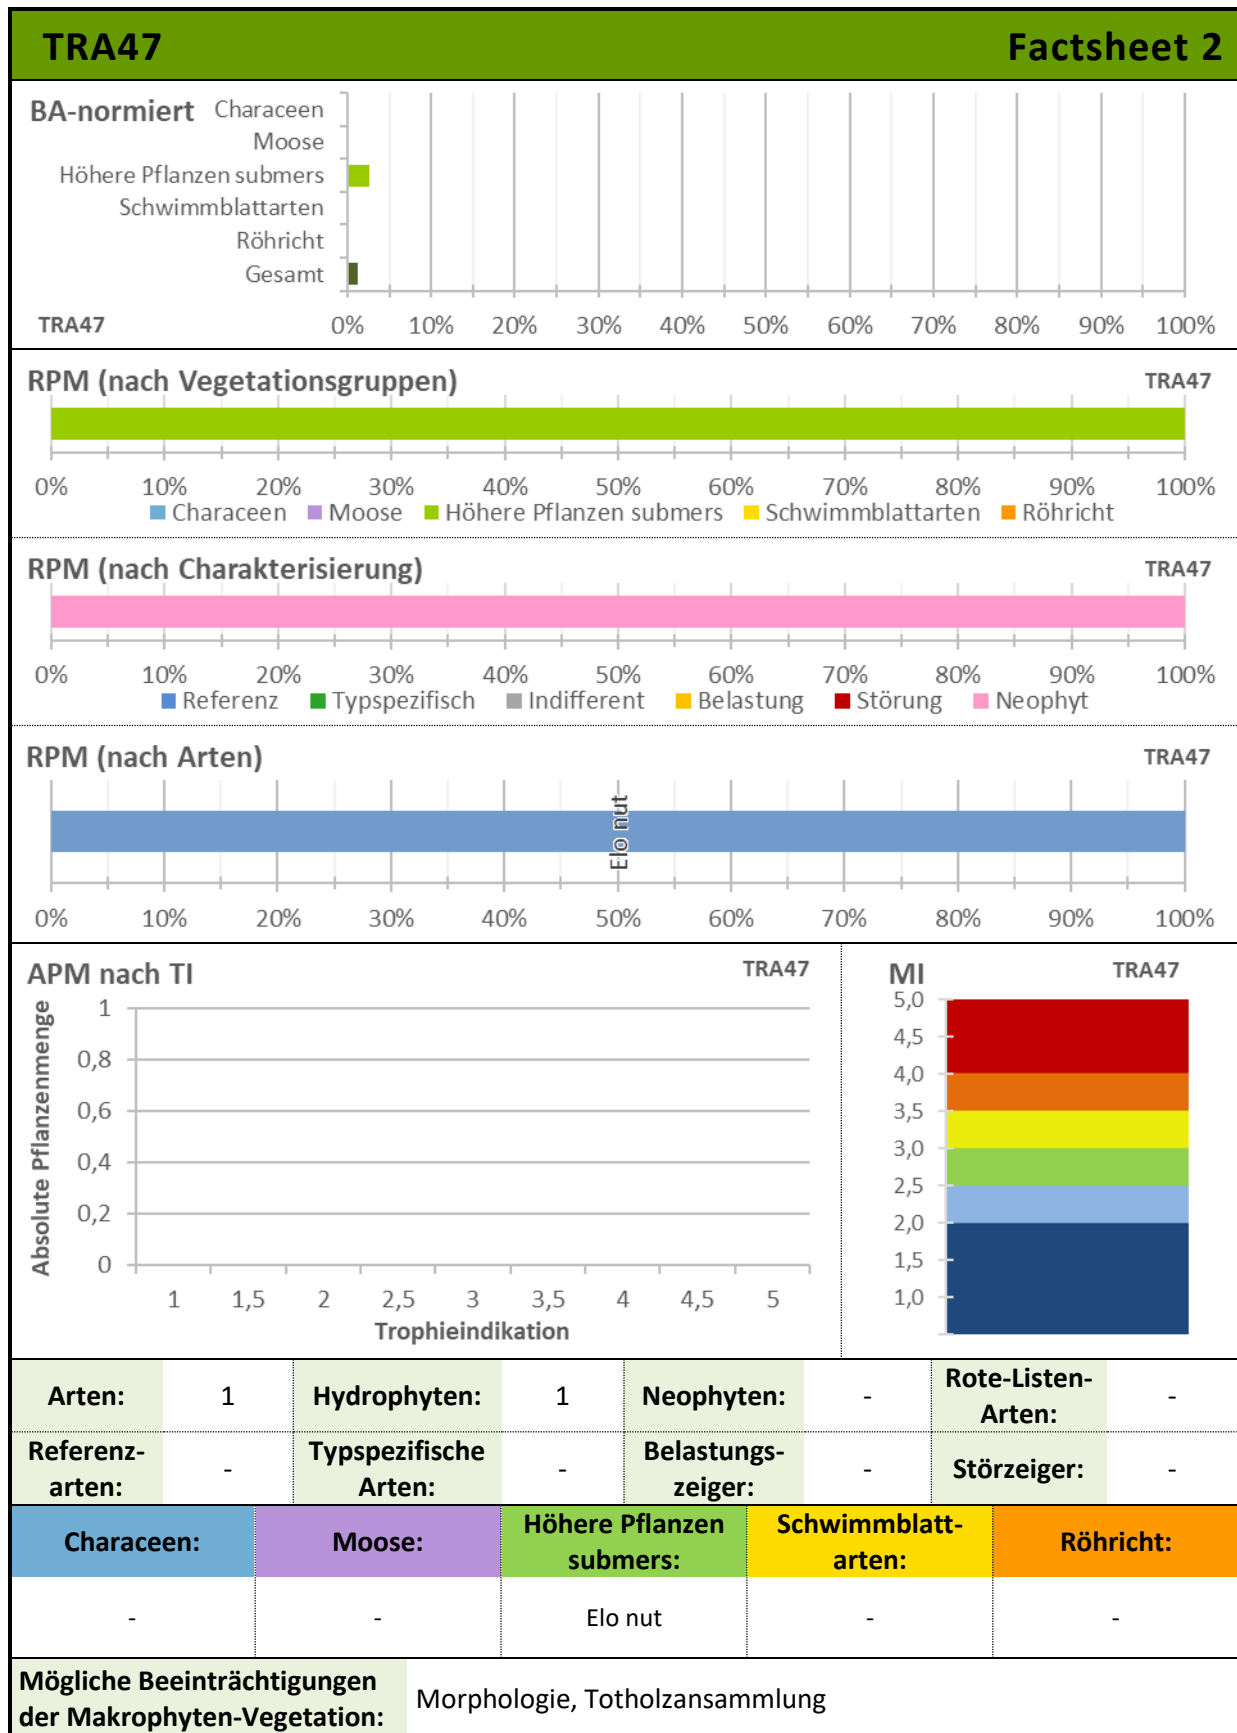 TRA47 Factsheet 2
BA-normiert
Characeen
Moose
Höhere Pflanzen submers
Schwimmblattarten
Röhricht
Gesamt
TRA47
0% 10% 20% 30% 40% 50% 60% 70% 80% 90% 100%
RPM (nach Vegetationsgruppen) TRA47
0% 10% 20% 30% 40% 50% 60% 70% 80% 90% 100%
Characeen Moose Höhere Pflanzen submers Schwimmblattarten Röhricht
RPM (nach Charakterisierung) TRA47
0% 10% 20% 30% 40% 50% 60% 70% 80% 90% 100%
Referenz Typspezifisch Indifferent Belastung Störung Neophyt
RPM (nach Arten) TRA47
Elo nut
0% 10% 20% 30% 40% 50% 60% 70% 80% 90% 100%
APM nach TI TRA47
Absolute Pflanzenmenge
1
0,8
0,6
0,4
0,2
0
1 1,5 2 2,5 3 3,5 4 4,5 5
Trophieindikation
MI TRA47
5,0
4,5
4,0
3,5
3,0
2,5
2,0
1,5
1,0
Arten: 1 Hydrophyten: 1 Neophyten: - Rote-Listen-
Arten: -
Referenz-
arten: -
Typspezifische
Arten: -
Belastungs-
zeiger: -
Störzeiger: -
Characeen:
Moose:
Höhere Pflanzen
submers:
Schwimmblatt-
arten:
Röhricht:
- - Elo nut - -
Mögliche Beeinträchtigungen
der Makrophyten-Vegetation:
Morphologie, Totholzansammlung